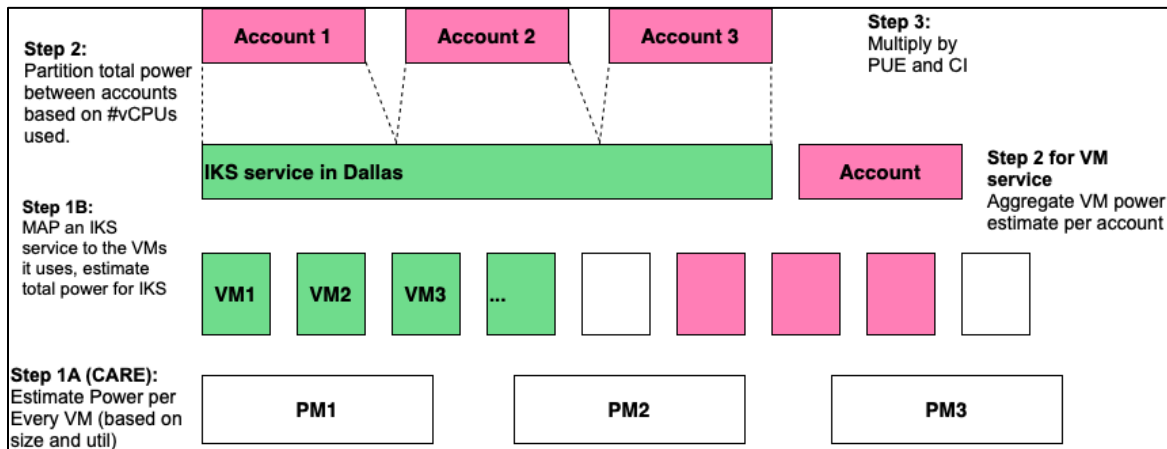 Step 2:
Partition total power
between accounts
based on #vCPUs
used.
Account 1
Account 2
Account 3
Step 3:
Multiply by
PUE and CI
IKS service in Dallas
Account
Step 2 for VM
service
Aggregate VM power
estimate per account
Step 1B:
MAP an IKS
service to the VMs
it uses, estimate
total power for IKS
VM1
VM2
VM3
...
Step 1A (CARE):
Estimate Power per
Every VM (based on
size and util)
PM1
PM2
PM3